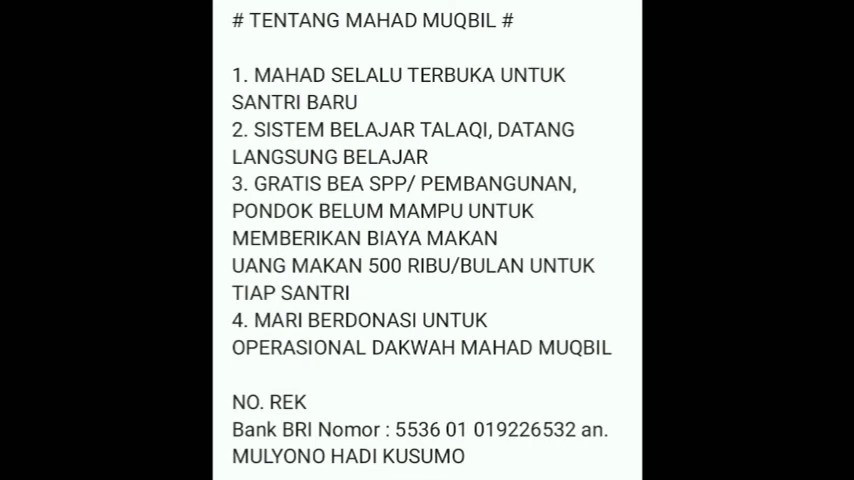 # TENTANG MAHAD MUQBIL #
1. MAHAD SELALU TERBUKA UNTUK
SANTRI BARU
2. SISTEM BELAJAR TALAQI, DATANG
LANGSUNG BELAJAR
3. GRATIS BEA SPP/ PEMBANGUNAN,
PONDOK BELUM MAMPU UNTUK
MEMBERIKAN BIAYA MAKAN
UANG MAKAN 500 RIBU/BULAN UNTUK
TIAP SANTRI
4. MARI BERDONASI UNTUK
OPERASIONAL DAKWAH MAHAD MUQBIL
NO. REK
Bank BRI Nomor : 5536 01 019226532 an.
MULYONO HADI KUSUMO